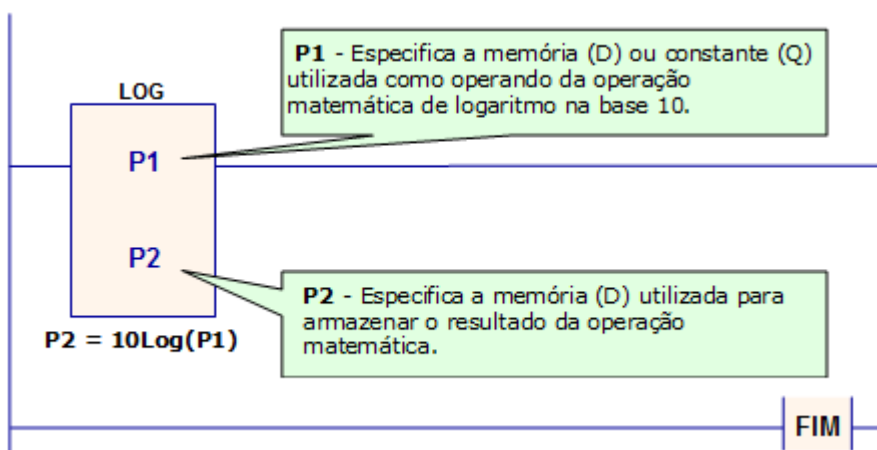 P1 - Especifica a memória (D) ou constante (Q)
utilizada como operando da operação
matemática de logaritmo na base 10.
LOG
P1
P2
P2 - Especifica a memória (D) utilizada para
armazenar o resultado da operação
matemática.
P2 = 10Log(P1)
FIM